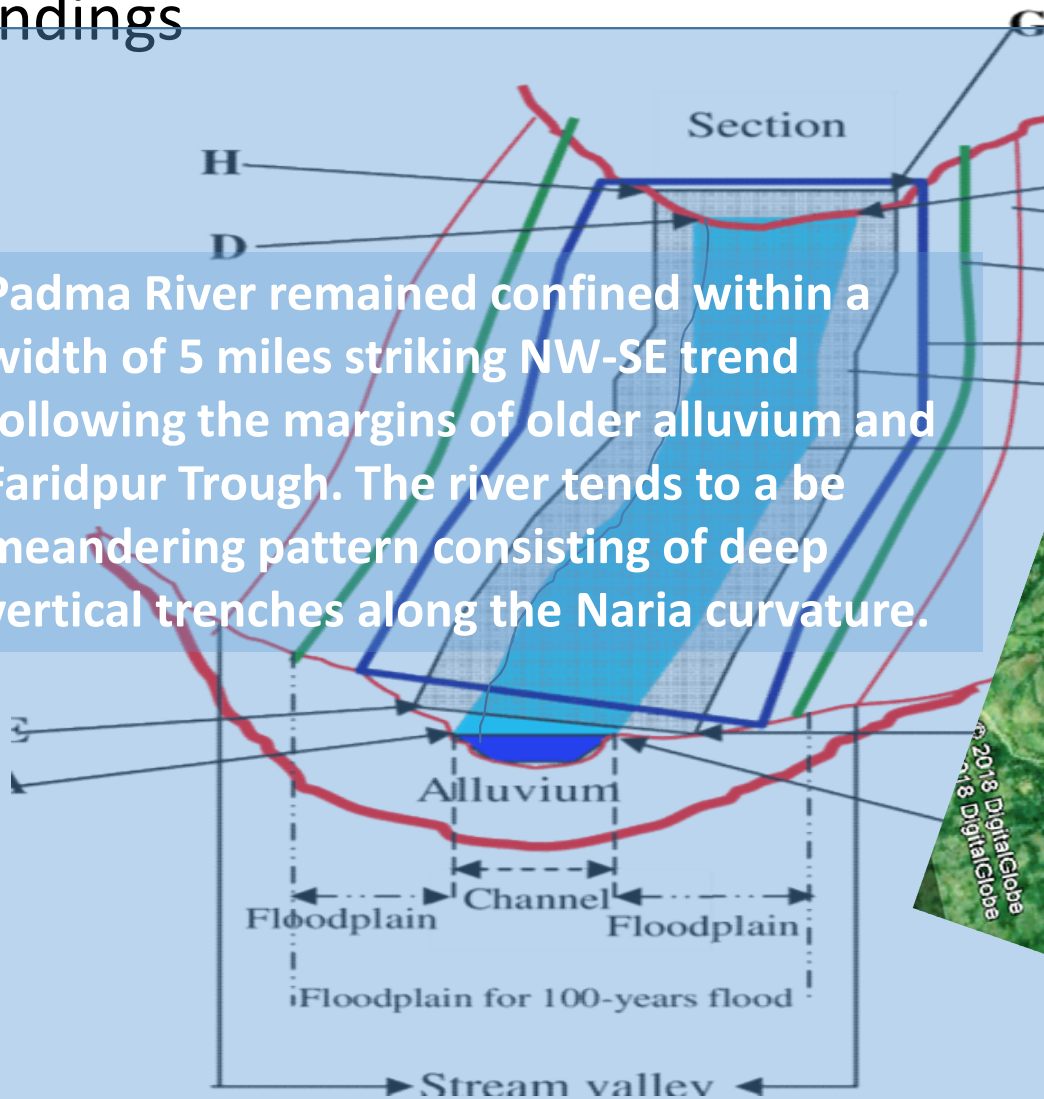 ndings
G
Section
H
D
Padma River remained confined within a
width of 5 miles striking NW-SE trend
following the margins of older alluvium and
Faridpur Trough. The river tends to a be
meandering pattern consisting of deep
vertical trenches along the Naria curvature.
Alluvium
Channel
Floodplain
Floodplain
Floodplain for 100-years flood
Stream valley
© 2018 DigitalGlobe
2018 DigitalGlobe